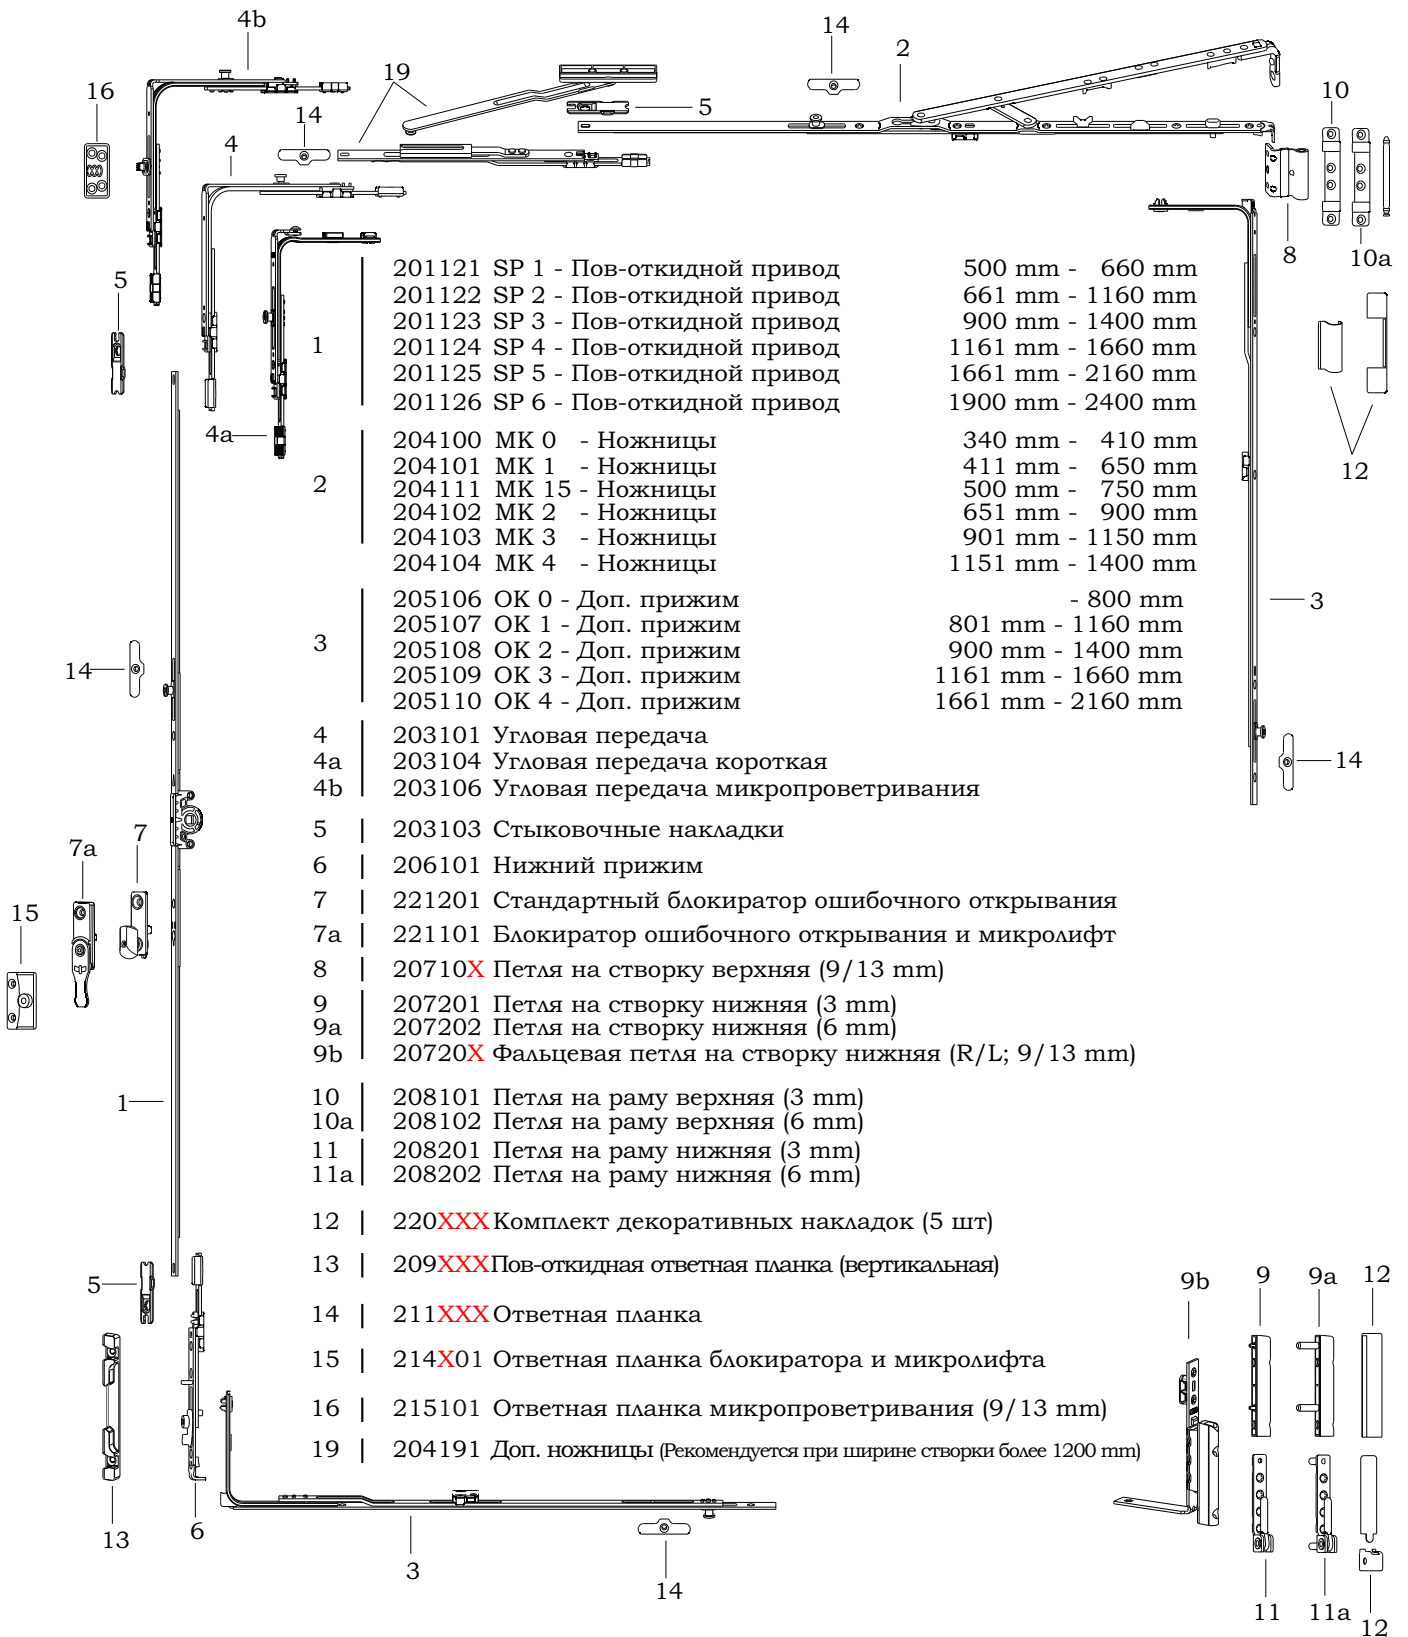 4b
14
2
16
19
5
10
14
4
8
10a
5
201121 SP 1 - Пов-откидной привод 500 mm - 660 mm
201122 SP 2 - Пов-откидной привод 661 mm - 1160 mm
201123 SP 3 - Пов-откидной привод 900 mm - 1400 mm
1
201124 SP 4 - Пов-откидной привод 1161 mm - 1660 mm
201125 SP 5 - Пов-откидной привод 1661 mm - 2160 mm
201126 SP 6 - Пов-откидной привод 1900 mm - 2400 mm
4a
12
204100 МК 0 - Ножницы 340 mm - 410 mm
204101 МК 1 - Ножницы 411 mm - 650 mm
2
204111 МК 15 - Ножницы 500 mm - 750 mm
204102 МК 2 - Ножницы 651 mm - 900 mm
204103 МК 3 - Ножницы 901 mm - 1150 mm
204104 МК 4 - Ножницы 1151 mm - 1400 mm
205106 ОК 0 - Доп. прижим - 800 mm
3
205107 ОК 1 - Доп. прижим 801 mm - 1160 mm
3
205108 ОК 2 - Доп. прижим 900 mm - 1400 mm
205109 ОК 3 - Доп. прижим 1161 mm - 1660 mm
205110 ОК 4 - Доп. прижим 1661 mm - 2160 mm
14
4 203101 Угловая передача
4a 203104 Угловая передача короткая
14
4b 203106 Угловая передача микропроветривания
5 203103 Стыковочные накладки
7
7a
6 206101 Нижний прижим
7 221201 Стандартный блокиратор ошибочного открывания
15
7a 221101 Блокиратор ошибочного открывания и микролифт
8 20710X Петля на створку верхняя (9/13 mm)
9 207201 Петля на створку нижняя (3 mm)
9a 207202 Петля на створку нижняя (6 mm)
9b 20720X Фальцевая петля на створку нижняя (R/L; 9/13 mm)
1
10 208101 Петля на раму верхняя (3 mm)
10a 208102 Петля на раму верхняя (6 mm)
11 208201 Петля на раму нижняя (3 mm)
11a 208202 Петля на раму нижняя (6 mm)
12 220XXX Комплект декоративных накладок (5 шт)
13 209XXX Пов-откидная ответная планка (вертикальная)
5
9b
9
9a
12
14 211XXX Ответная планка
15 214X01 Ответная планка блокиратора и микролифта
16 215101 Ответная планка микропроветривания (9/13 mm)
19 204191 Доп. ножницы (Рекомендуется при ширине створки более 1200 mm)
13
6
3
14
11
11a
12